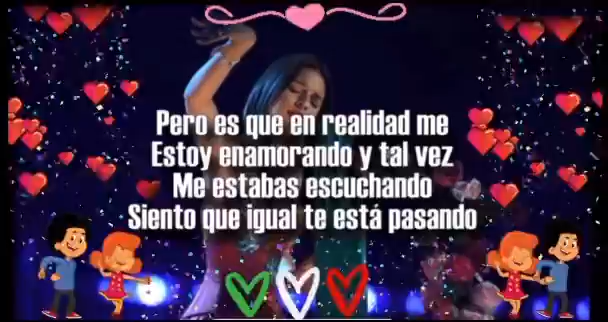 Pero es que en realidad me
Estoy enamorando y tal vez
Me estabas escuchando
Siento que igual te está pasando